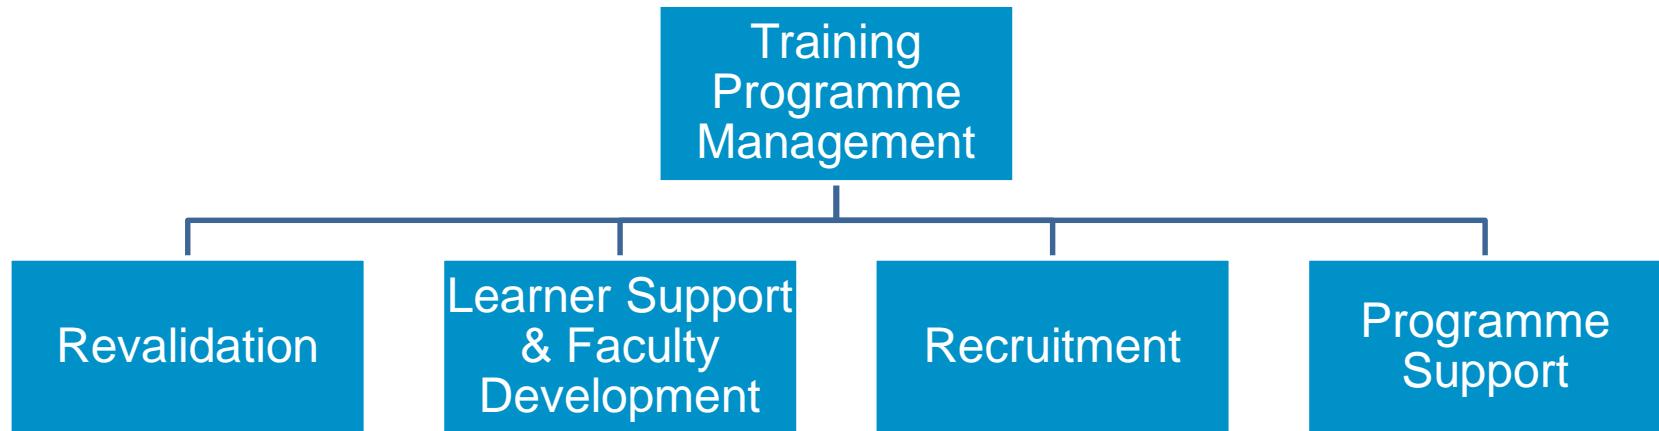 Training
Programme
Management
Revalidation
Learner Support
& Faculty
Development
Recruitment
Programme
Support